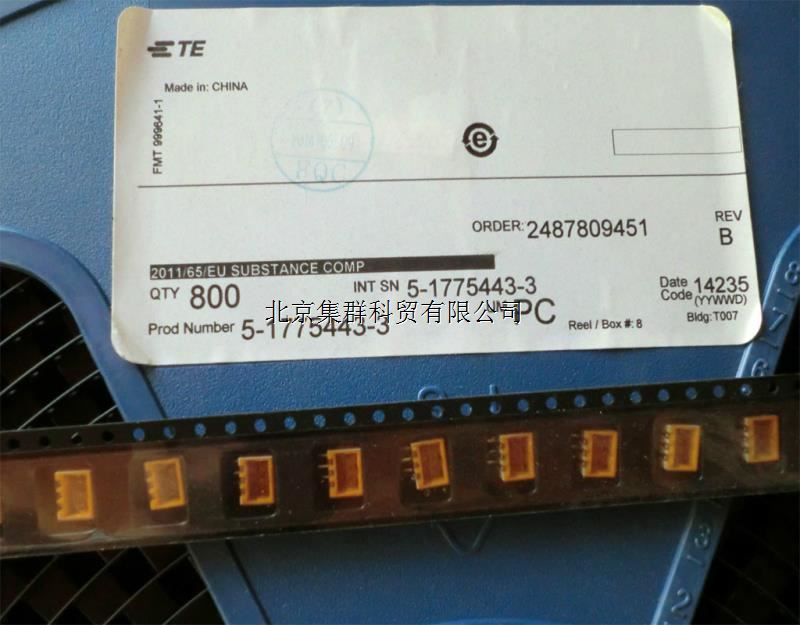 TE
Made in: CHINA
FMT 999641-1
FQC
ORDER: 2487809451
REV
B
2011/65/EU SUBSTANCE COMP
QTY 800
INT SN 5-1775443-3
Date Code 14235
(YYWWD)
北京集群科贸有限公司
PC
Prod Number 5-1775443-3
Reel / Box #: 8
Bldg: T007